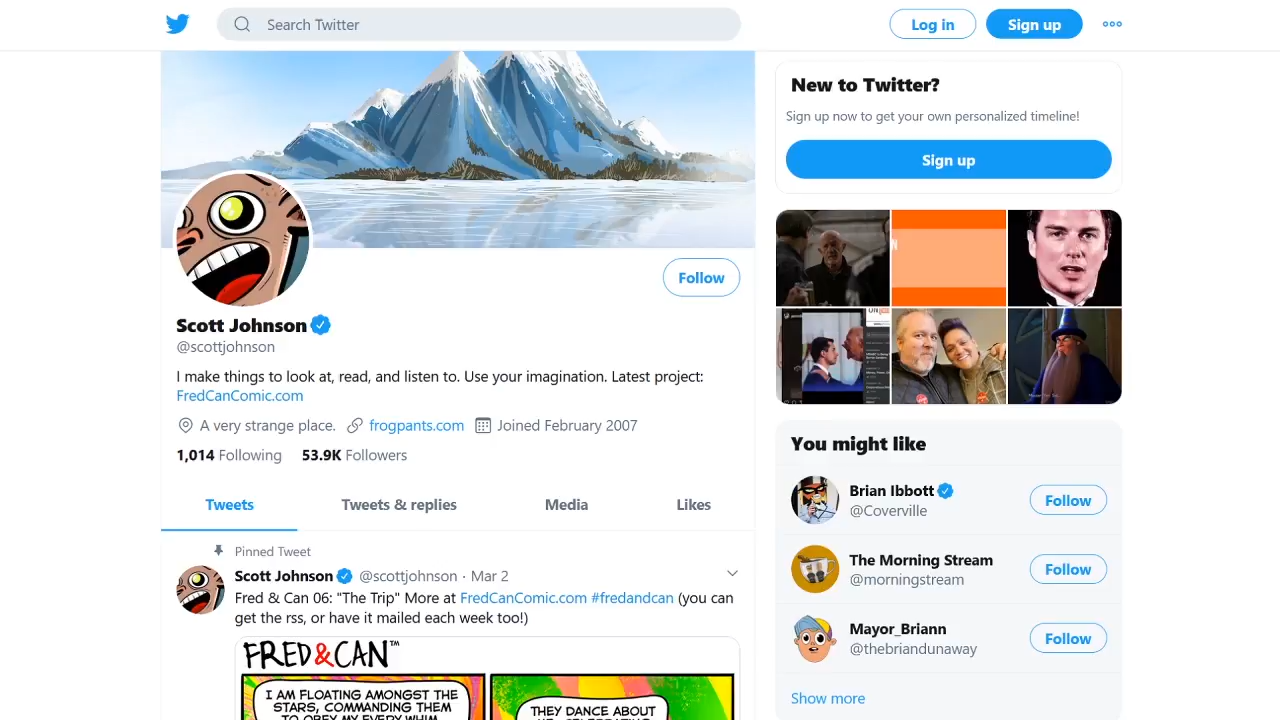 Search Twitter
Log in
Sign up
New to Twitter?
Sign up now to get your own personalized timeline!
Sign up
Follow
Scott Johnson
@scottjohnson
I make things to look at, read, and listen to. Use your imagination. Latest project:
FredCanComic.com
A very strange place. frogpants.com Joined February 2007
1,014 Following 53.9K Followers
Tweets
Tweets & replies
Media
Likes
Pinned Tweet
Scott Johnson @scottjohnson · Mar 2
Fred & Can 06: "The Trip" More at FredCanComic.com #fredandcan (you can
get the rss, or have it mailed each week too!)
FRED&CAN™
I AM FLOATING AMONGST THE
STARS, COMMANDING THEM
TO OBEY MY EVERY WHIM
THEY DANCE ABOUT
You might like
Brian Ibbott
@Coverville
Follow
The Morning Stream
@morningstream
Follow
Mayor_Briann
@thebriandunaway
Follow
Show more